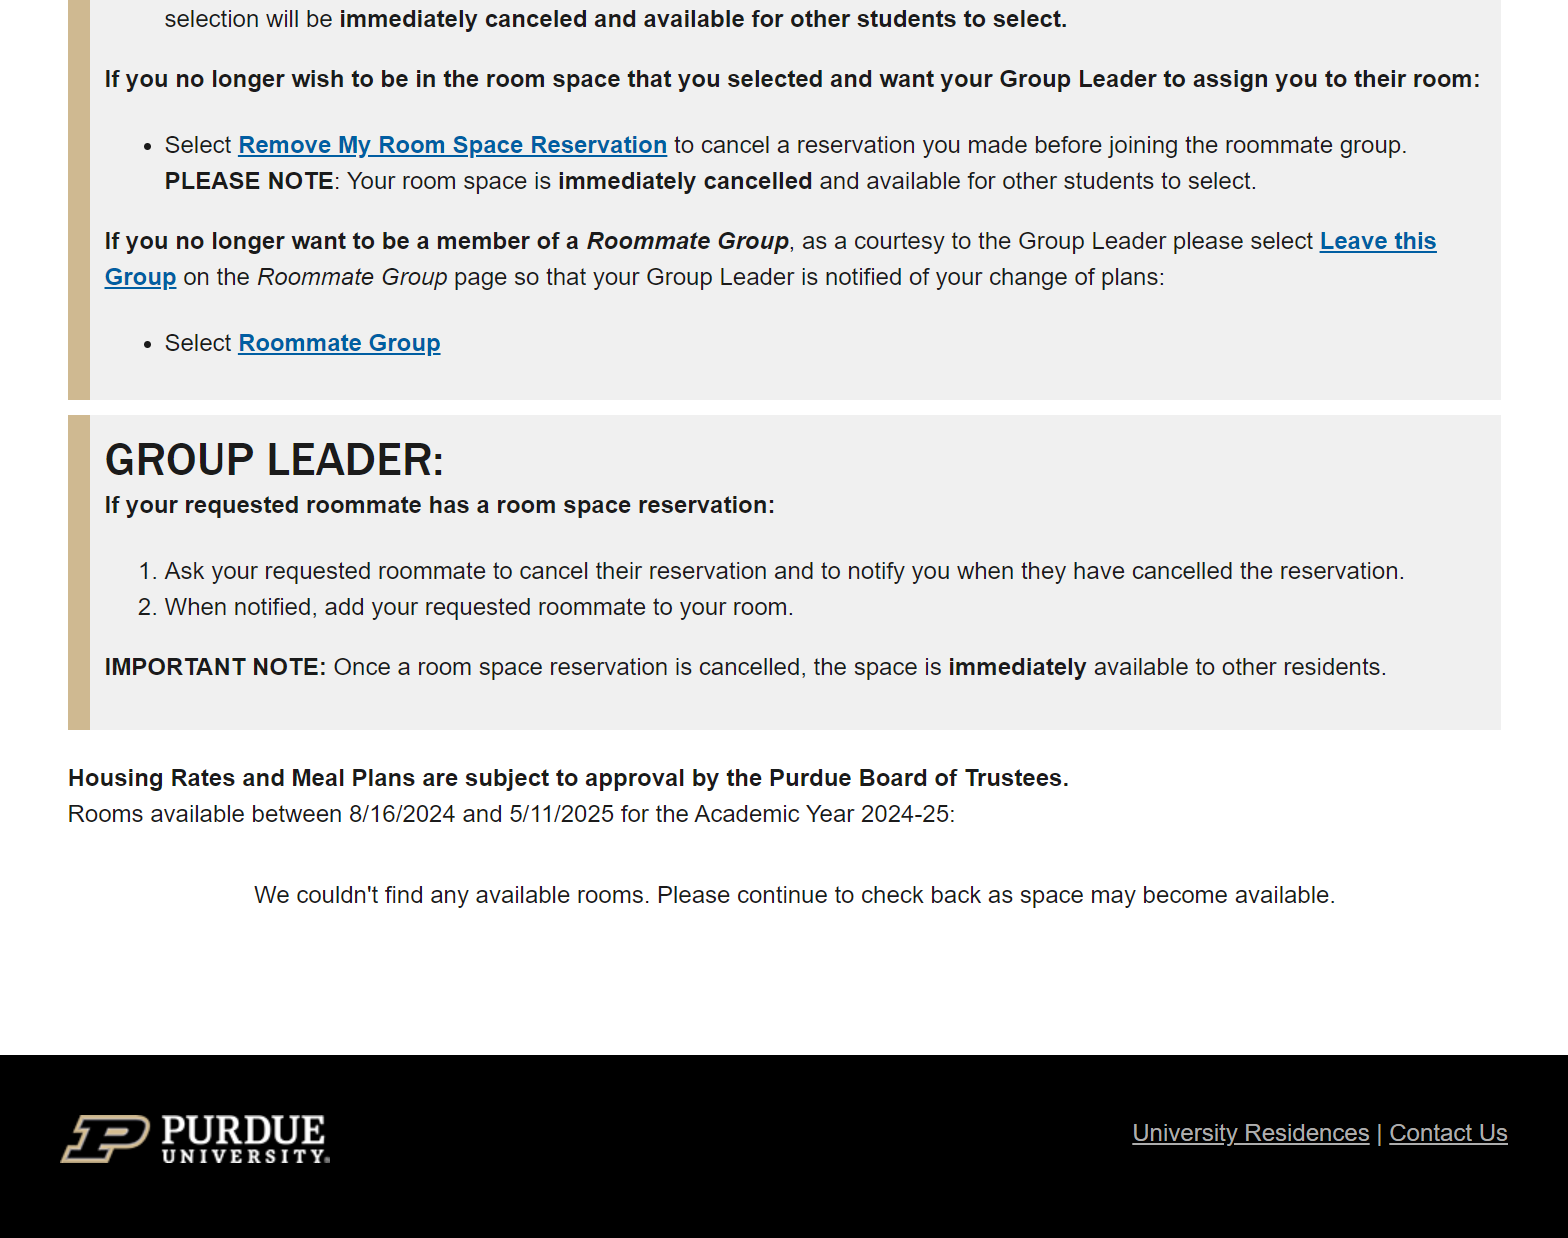 selection will be immediately canceled and available for other students to select.
If you no longer wish to be in the room space that you selected and want your Group Leader to assign you to their room:
• Select Remove My Room Space Reservation to cancel a reservation you made before joining the roommate group.
PLEASE NOTE: Your room space is immediately cancelled and available for other students to select.
If you no longer want to be a member of a Roommate Group, as a courtesy to the Group Leader please select Leave this
Group on the Roommate Group page so that your Group Leader is notified of your change of plans:
• Select Roommate Group
GROUP LEADER:
If your requested roommate has a room space reservation:
1. Ask your requested roommate to cancel their reservation and to notify you when they have cancelled the reservation.
2. When notified, add your requested roommate to your room.
IMPORTANT NOTE: Once a room space reservation is cancelled, the space is immediately available to other residents.
Housing Rates and Meal Plans are subject to approval by the Purdue Board of Trustees.
Rooms available between 8/16/2024 and 5/11/2025 for the Academic Year 2024-25:
We couldn't find any available rooms. Please continue to check back as space may become available.
PURDUE
UNIVERSITY®
University Residences | Contact Us